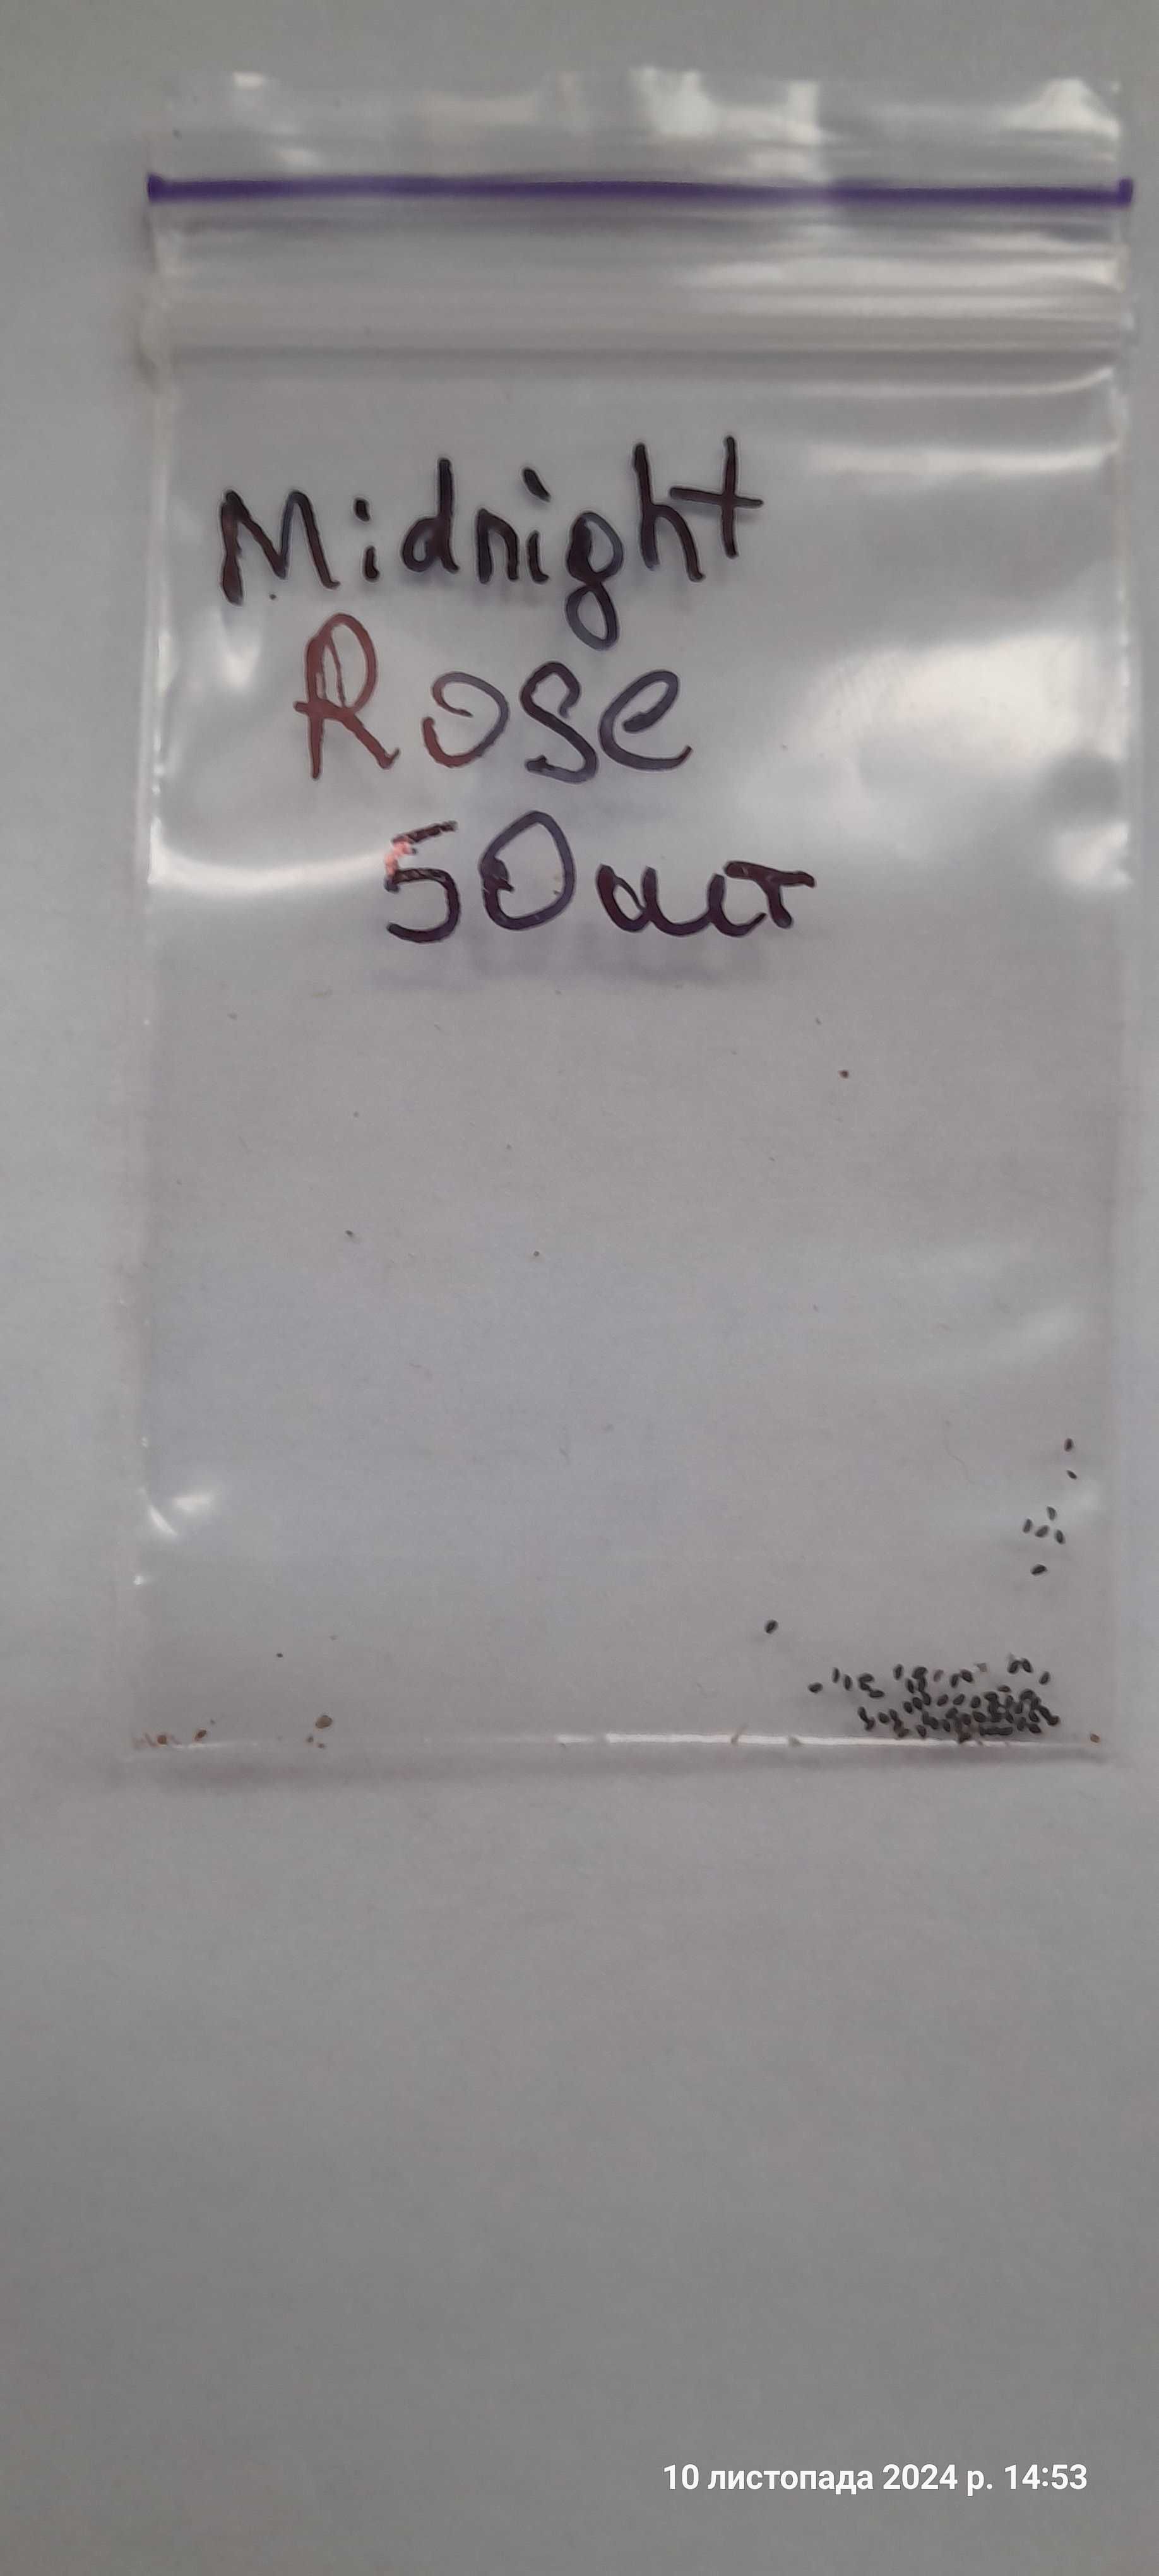 Midnight
Rose
50шт
10 листопада 2024 р. 14:53